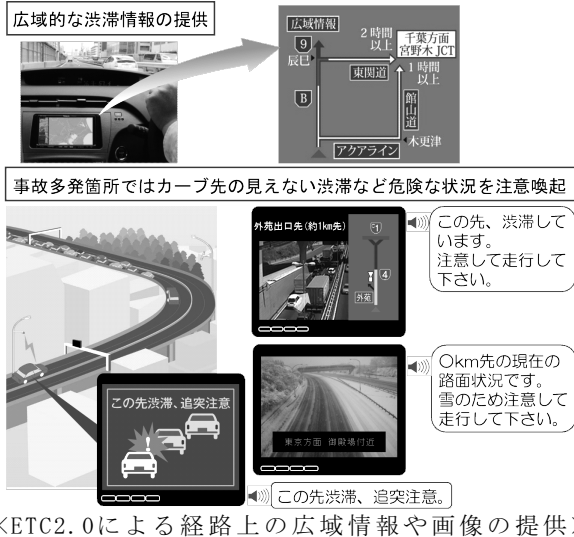 広域的な渋滞情報の提供
広域情報
9
辰巳
2時間
以上
千葉方面
宮野木 JCT
東関道
1時間
以上
B
館山道
アクアライン
木更津
事故多発箇所ではカーブ先の見えない渋滞など危険な状況を注意喚起
外苑出口先(約1km先)
1
4
外苑
この先、渋滞して
います。
注意して走行して
下さい。
〇km先の現在の
路面状況です。
雪のため注意して
走行して下さい。
東京方面 御殿場付近
この先渋滞、追突注意
!
この先渋滞、追突注意。
<ETC2.0による経路上の広域情報や画像の提供>